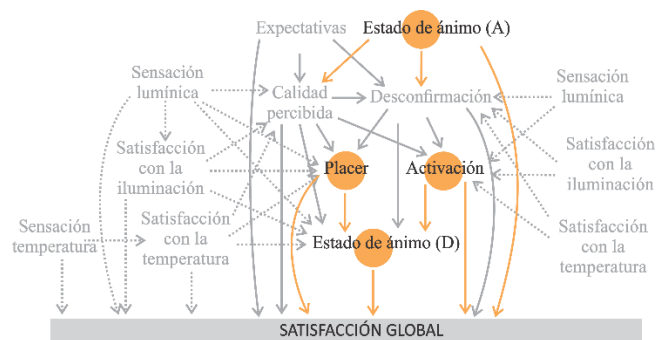 Expectativas
Estado de ánimo (A)
Sensación
lumínica
Calidad
percibida
Desconfirmación
Sensación
lumínica
Satisfacción
con la
iluminación
Placer
Activación
Satisfacción
con la
iluminación
Sensación
temperatura
Satisfacción
con la
temperatura
Estado de ánimo (D)
Satisfacción
con la
temperatura
SATISFACCIÓN GLOBAL